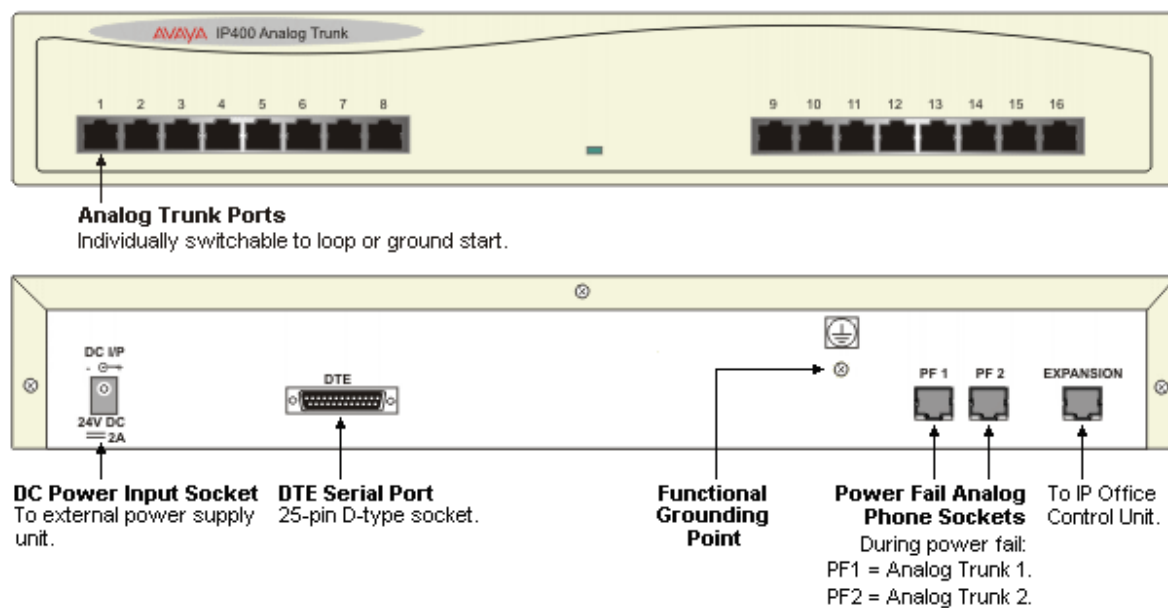 AVAYA IP400 Analog Trunk
1 2 3 4 5 6 7 8
9 10 11 12 13 14 15 16
Analog Trunk Ports
Individually switchable to loop or ground start.
DC I/P
- +
24V DC
2A
DTE
PF 1 PF 2 EXPANSION
DC Power Input Socket
To external power supply
unit.
DTE Serial Port
25-pin D-type socket.
Functional
Grounding
Point
Power Fail Analog
Phone Sockets
During power fail:
PF1 = Analog Trunk 1.
PF2 = Analog Trunk 2.
To IP Office
Control Unit.